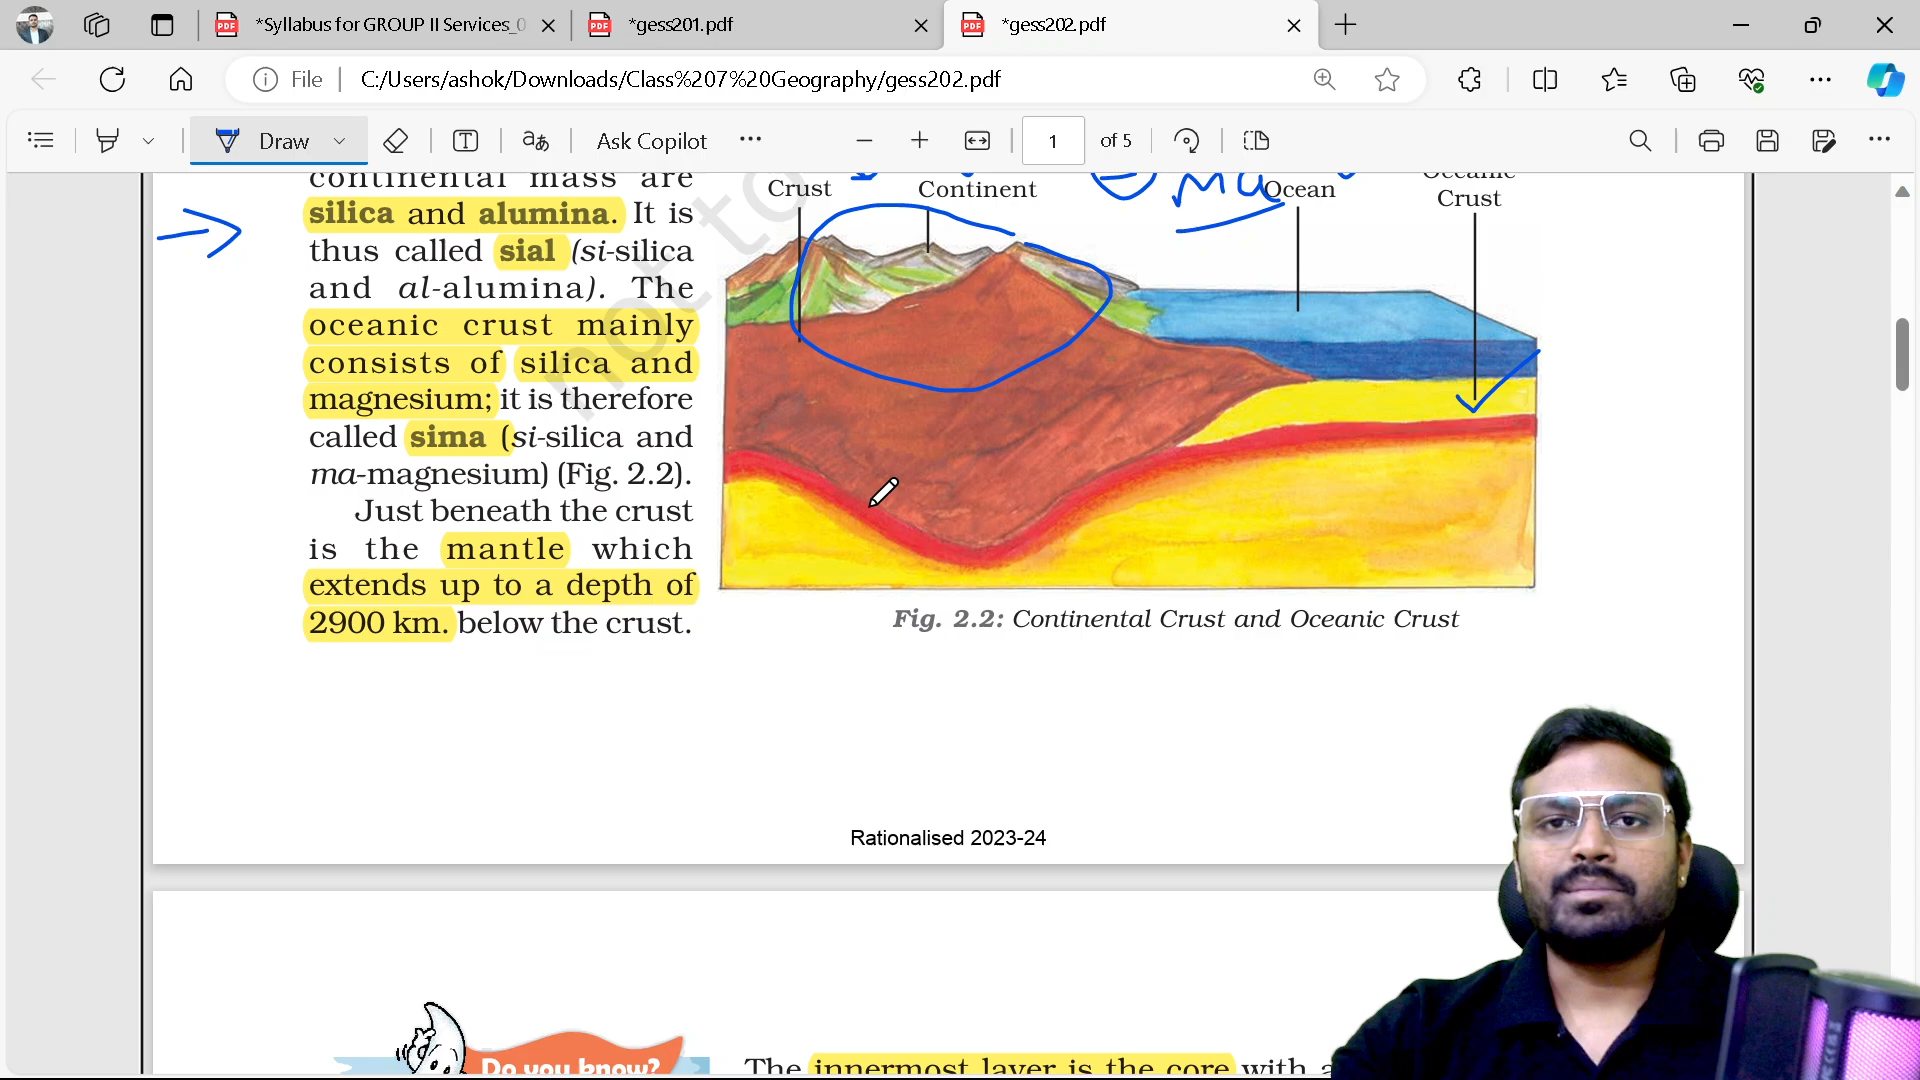 *Syllabus for GROUP II Services_0
*gess201.pdf
*gess202.pdf
File
C:/Users/ashok/Downloads/Class%207%20Geography/gess202.pdf
Draw
aあ
Ask Copilot
1
of 5
continental mass are
silica and alumina. It is
thus called sial (si-silica
and al-alumina). The
oceanic crust mainly
consists of silica and
magnesium; it is therefore
called sima (si-silica and
ma-magnesium) (Fig. 2.2).
Just beneath the crust
is the mantle which
extends up to a depth of
2900 km. below the crust.
not to
Crust
Continent
Ma
Ocean
Oceanic
Crust
Fig. 2.2: Continental Crust and Oceanic Crust
Rationalised 2023-24
Do you know?
The innermost layer is the core with a